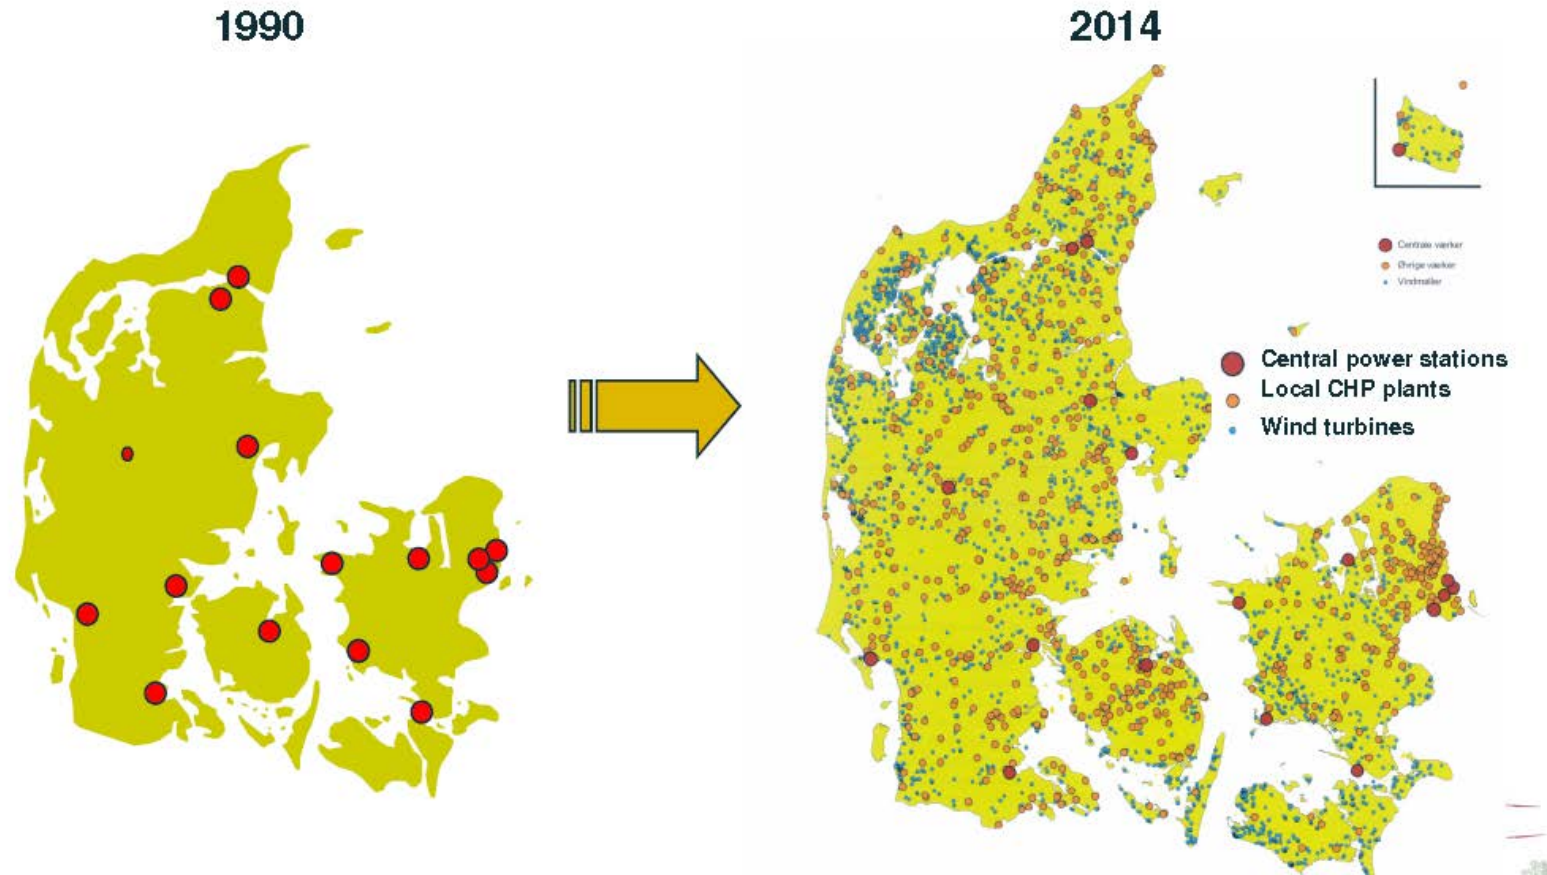 1990
2014
Centrale værker
Øvrige værker
Vindmøller
Central power stations
Local CHP plants
Wind turbines